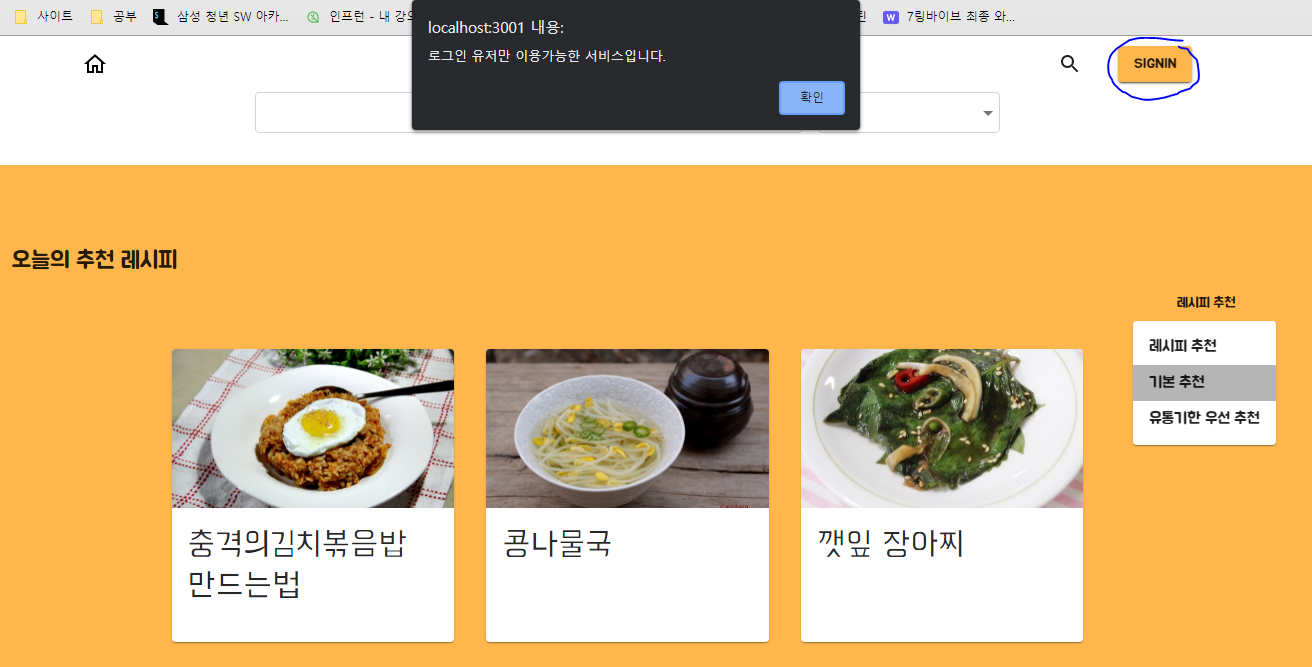 사이트
공부
삼성 청년 SW 아카...
인프런 - 내 강의
7링바이브 최종 와...
localhost:3001 내용:
로그인 유저만 이용가능한 서비스입니다.
확인
SIGNIN
오늘의 추천 레시피
레시피 추천
레시피 추천
기본 추천
유통기한 우선 추천
충격의김치볶음밥
만드는법
콩나물국
깻잎 장아찌